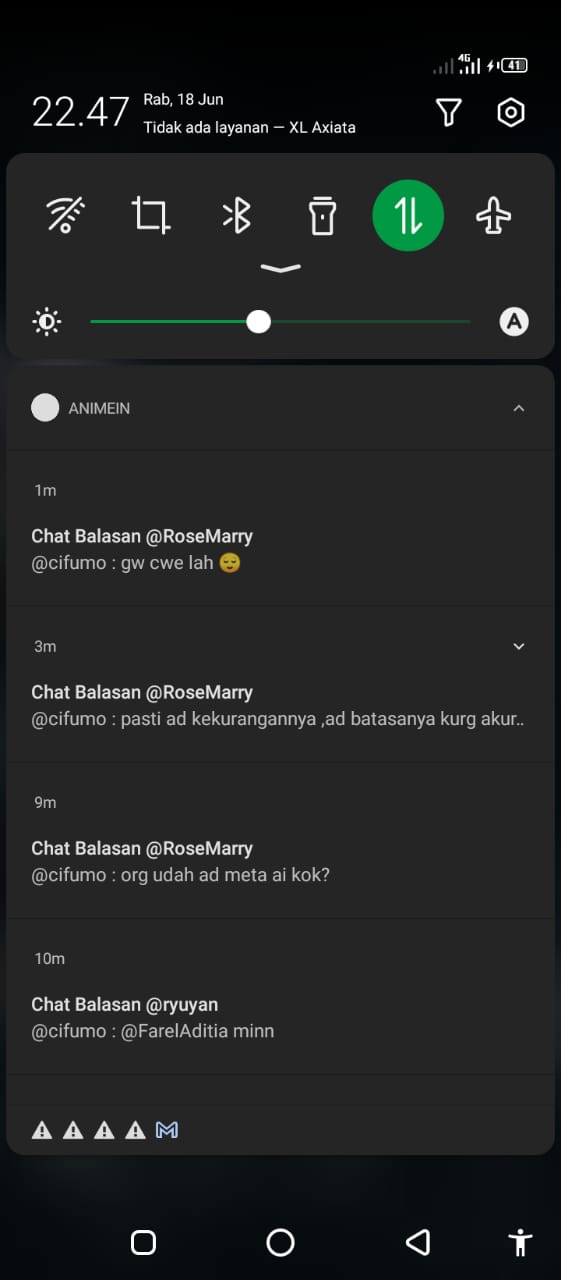 4G
41
22.47
Rab, 18 Jun
Tidak ada layanan — XL Axiata
A
ANIMEIN
1m
Chat Balasan @RoseMarry
@cifumo : gw cwe lah 😌
3m
Chat Balasan @RoseMarry
@cifumo : pasti ad kekurangannya ,ad batasanya kurg akur..
9m
Chat Balasan @RoseMarry
@cifumo : org udah ad meta ai kok?
10m
Chat Balasan @ryuyan
@cifumo : @FarelAditia minn